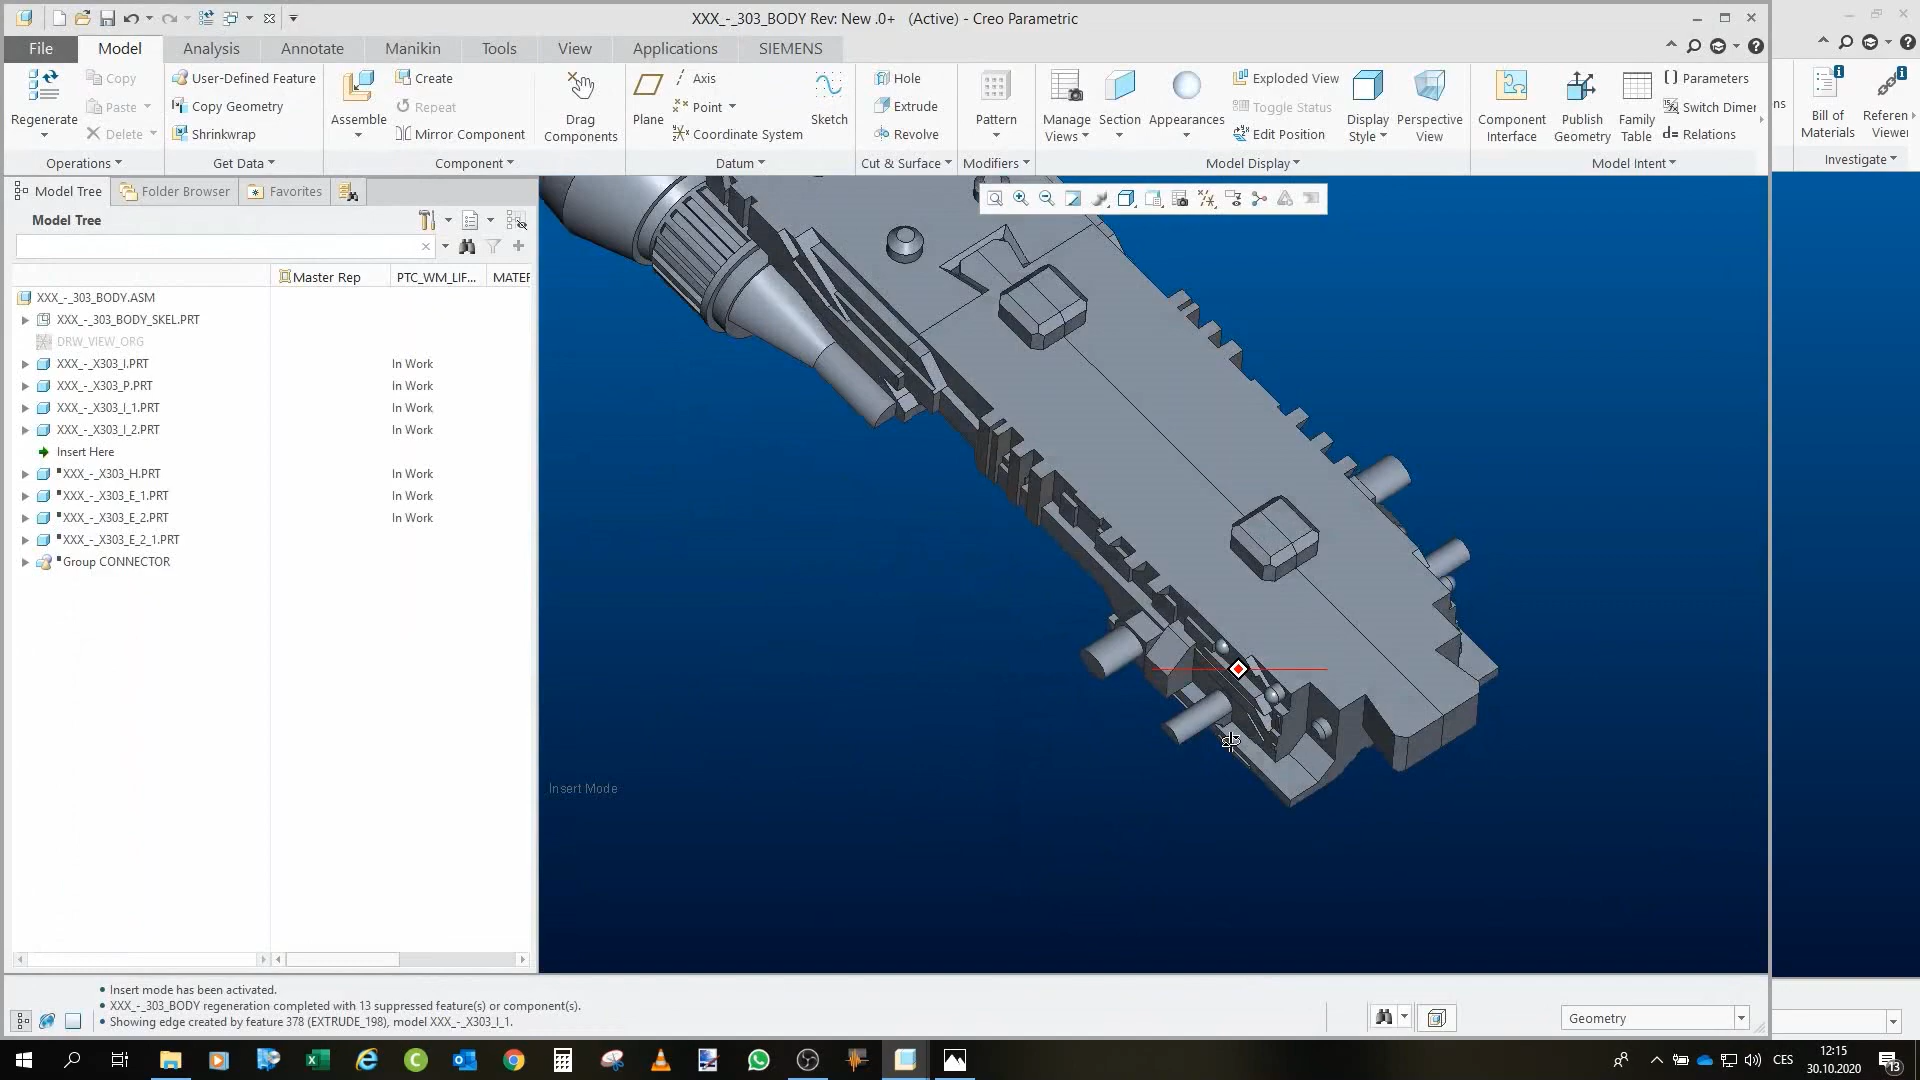 XXX_-_303_BODY Rev: New .0+ (Active) - Creo Parametric
File Model Analysis Annotate Manikin Tools View Applications SIEMENS
Regenerate
Copy
Paste
Delete
Operations
User-Defined Feature
Copy Geometry
Shrinkwrap
Get Data
Assemble
Create
Repeat
Mirror Component
Component
Drag Components
Plane
Axis
Point
Coordinate System
Sketch
Datum
Hole
Extrude
Revolve
Cut & Surface
Pattern
Modifiers
Manage Views
Section
Appearances
Exploded View
Toggle Status
Edit Position
Display Style
Perspective View
Model Display
Component Interface
Publish Geometry
Family Table
Parameters
Switch Dimer
Relations
Model Intent
ns
Bill of Materials
Referen Viewer
Investigate
Model Tree Folder Browser Favorites
Model Tree
Master Rep PTC_WM_LIF... MATER
XXX_-_303_BODY.ASM
XXX_-_303_BODY_SKEL.PRT
DRW_VIEW_ORG
XXX_-_X303_I.PRT In Work
XXX_-_X303_P.PRT In Work
XXX_-_X303_I_1.PRT In Work
XXX_-_X303_I_2.PRT In Work
Insert Here
XXX_-_X303_H.PRT In Work
XXX_-_X303_E_1.PRT In Work
XXX_-_X303_E_2.PRT In Work
XXX_-_X303_E_2_1.PRT
Group CONNECTOR
Insert Mode
• Insert mode has been activated.
• XXX_-_303_BODY regeneration completed with 13 suppressed feature(s) or component(s).
• Showing edge created by feature 378 (EXTRUDE_198), model XXX_-_X303_I_1.
Geometry
CES
12:15
30.10.2020
13